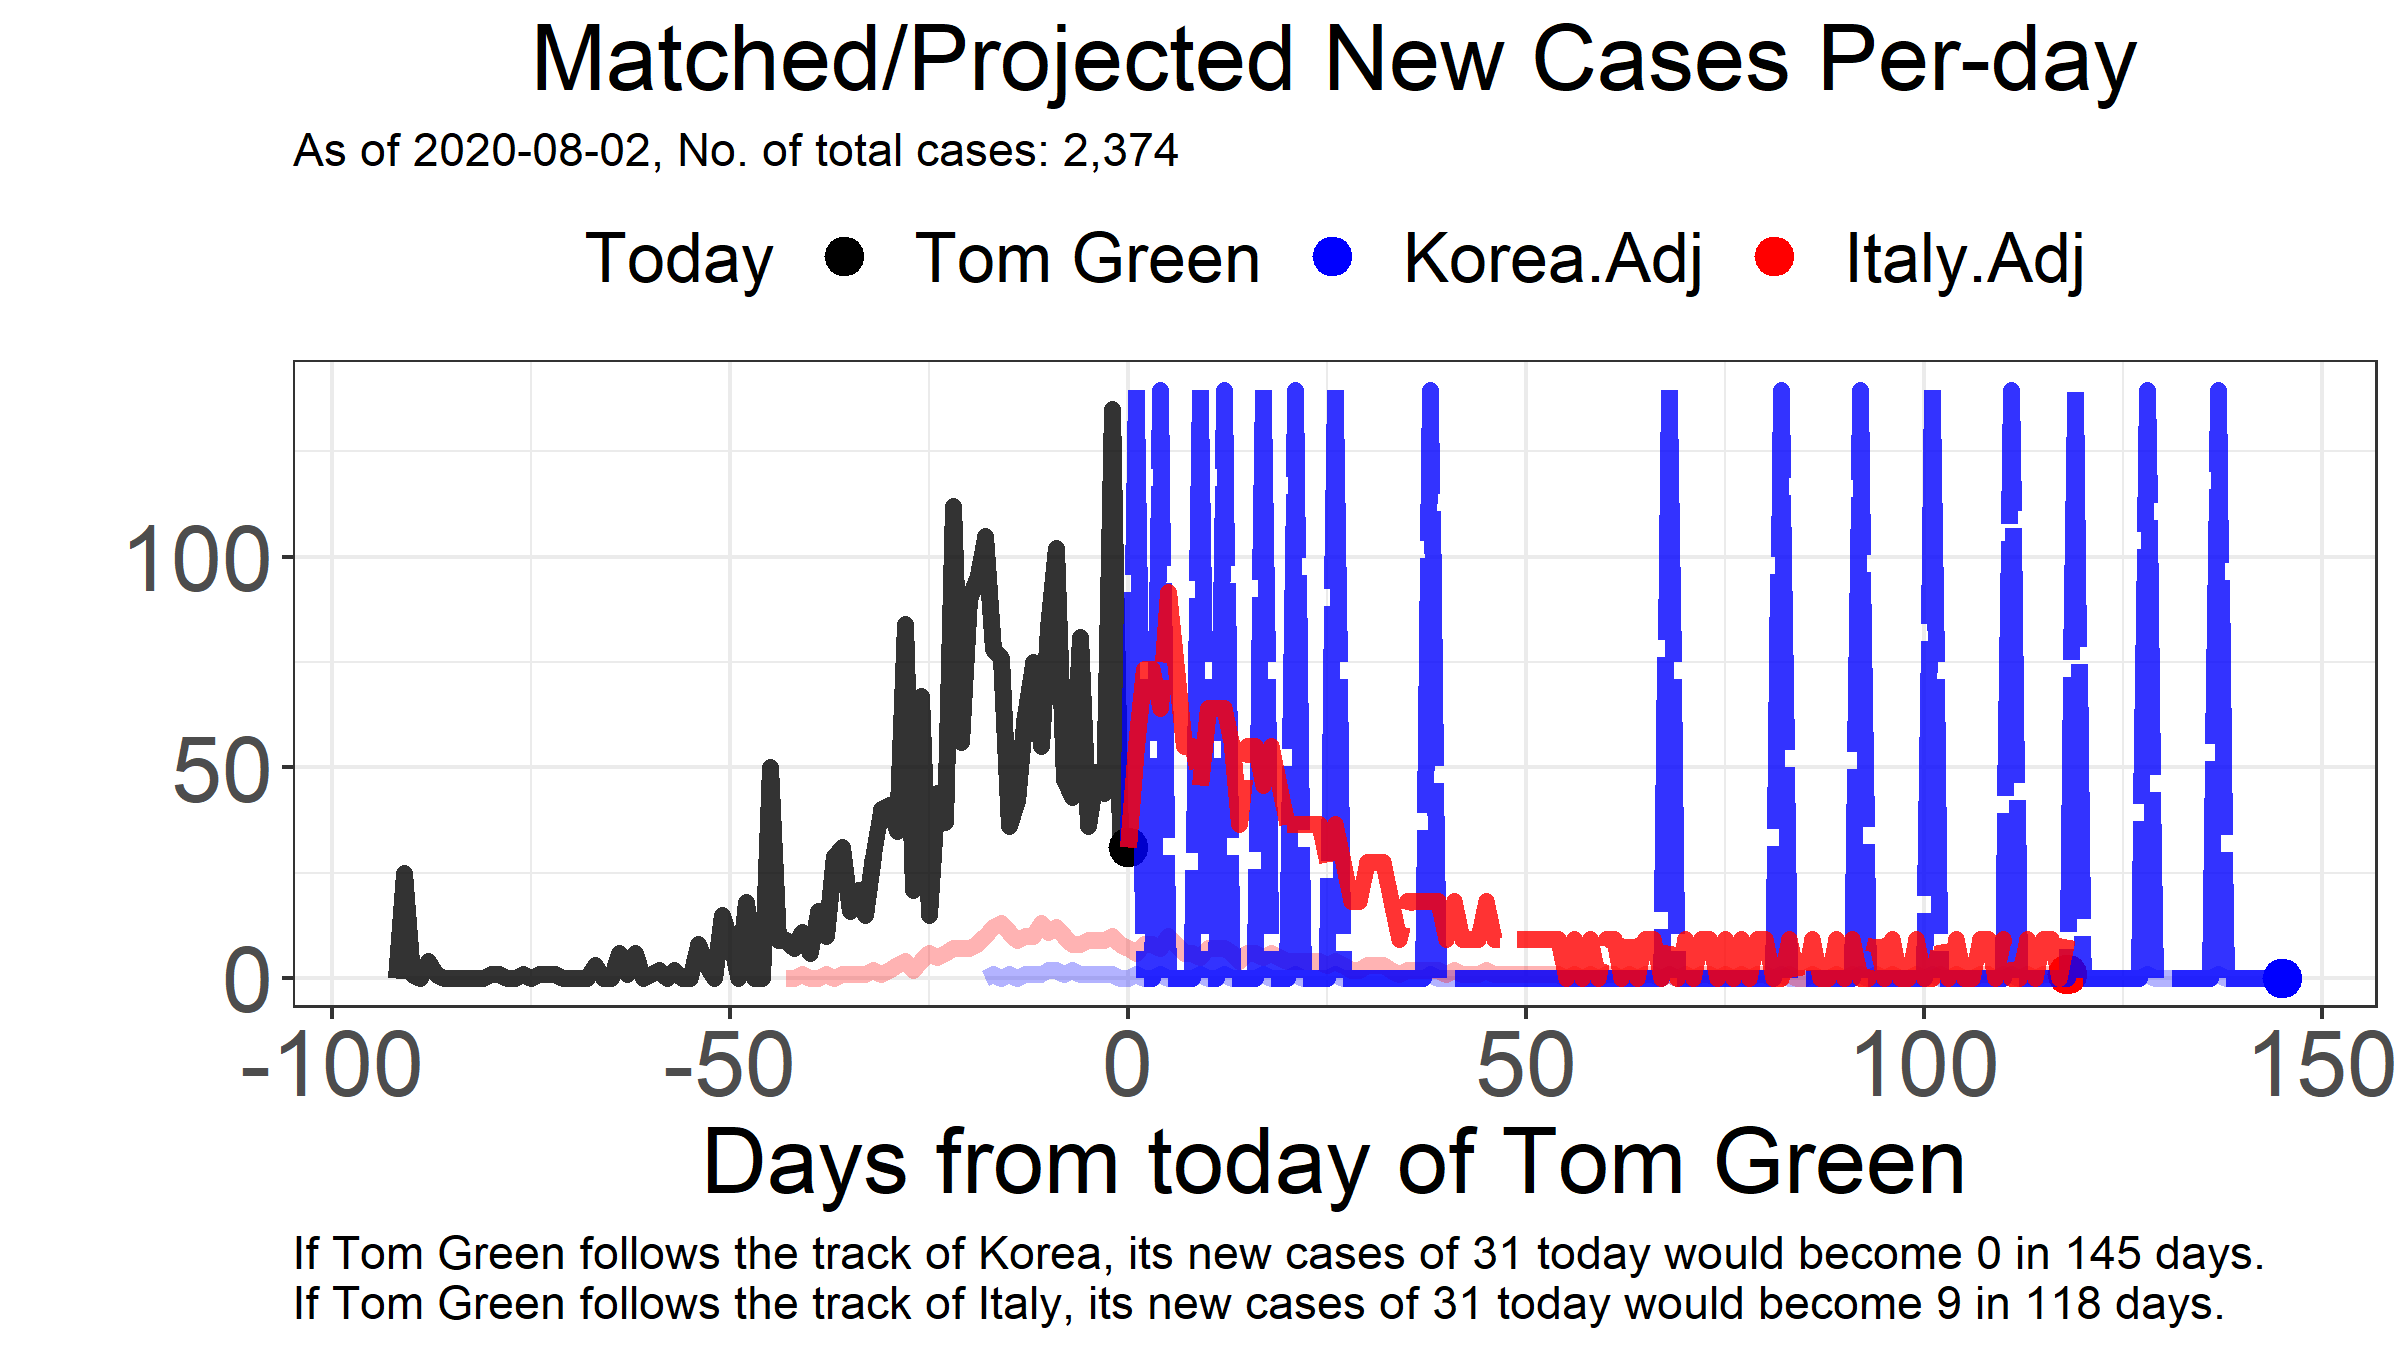 Matched/Projected New Cases Per-day
As of 2020-08-02, No. of total cases: 2,374
Today Tom Green Korea.Adj Italy.Adj
100
50
0
-100 -50 0 50 100 150
Days from today of Tom Green
If Tom Green follows the track of Korea, its new cases of 31 today would become 0 in 145 days.
If Tom Green follows the track of Italy, its new cases of 31 today would become 9 in 118 days.